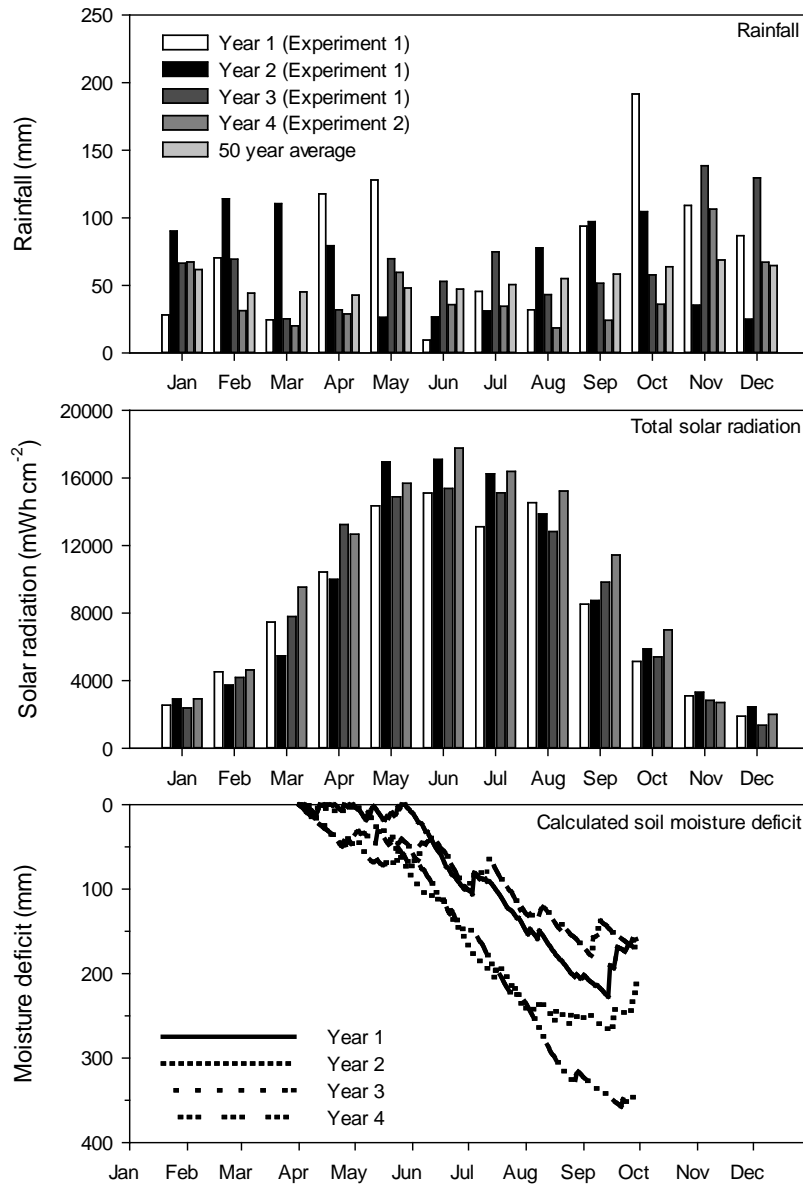 250
200
150
100
50
0
Rainfall (mm)
Rainfall
Year 1 (Experiment 1)
Year 2 (Experiment 1)
Year 3 (Experiment 1)
Year 4 (Experiment 2)
50 year average
Jan Feb Mar Apr May Jun Jul Aug Sep Oct Nov Dec
20000
16000
12000
8000
4000
0
Solar radiation (mWh cm⁻²)
Total solar radiation
Jan Feb Mar Apr May Jun Jul Aug Sep Oct Nov Dec
0
100
200
300
400
Moisture deficit (mm)
Calculated soil moisture deficit
Year 1
Year 2
Year 3
Year 4
Jan Feb Mar Apr May Jun Jul Aug Sep Oct Nov Dec